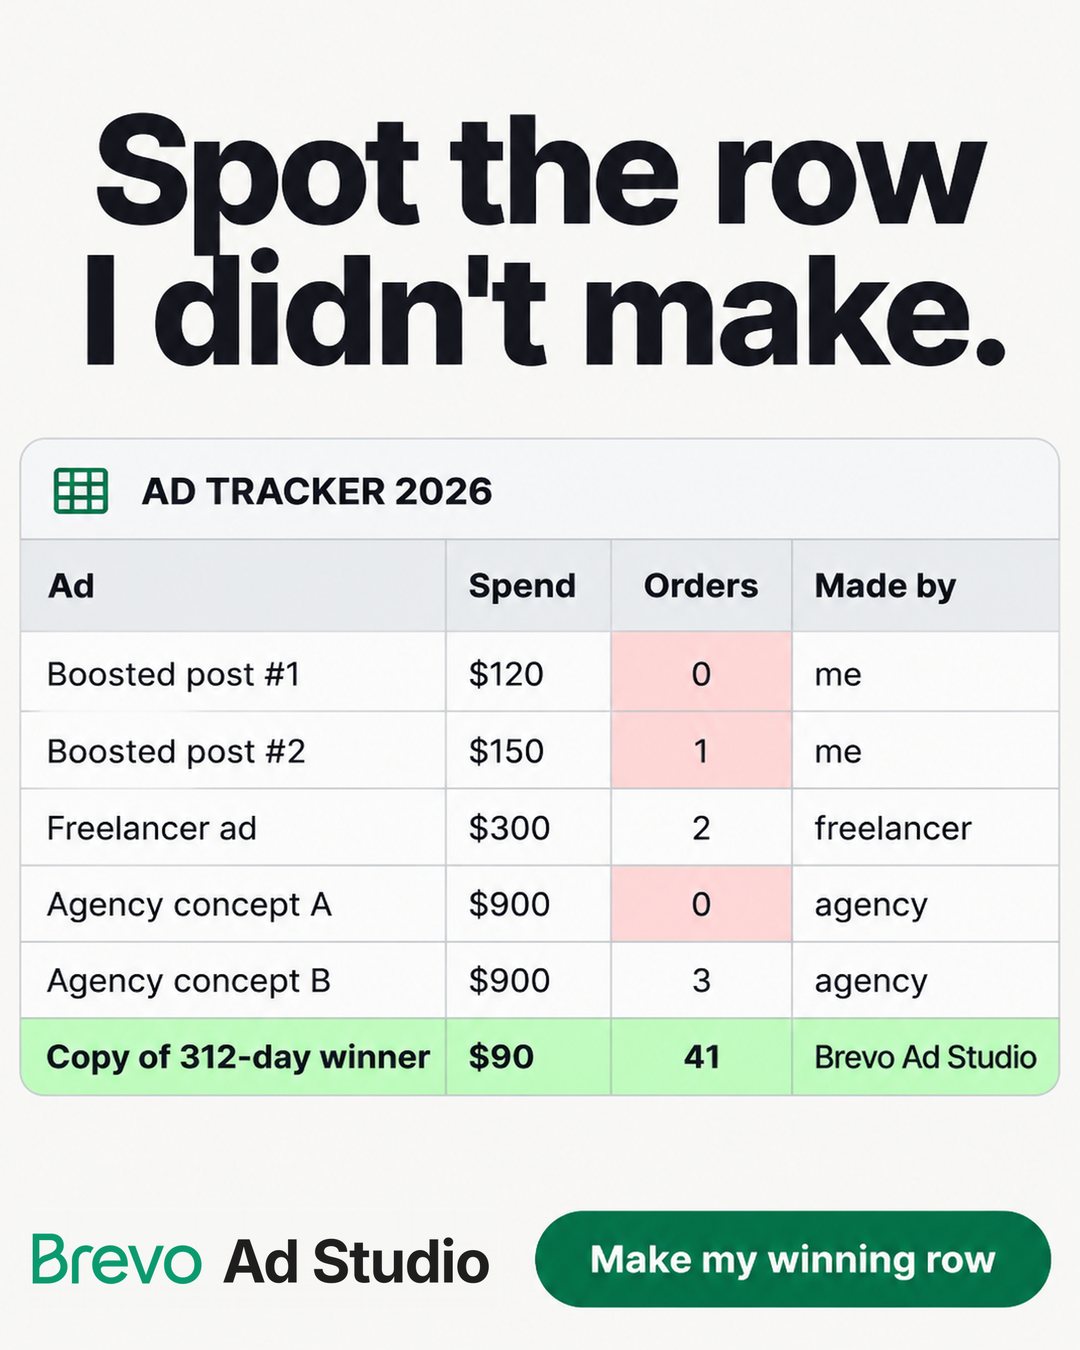 Spot the row
I didn't make.
AD TRACKER 2026
Ad Spend Orders Made by
Boosted post #1 $120 0 me
Boosted post #2 $150 1 me
Freelancer ad $300 2 freelancer
Agency concept A $900 0 agency
Agency concept B $900 3 agency
Copy of 312-day winner $90 41 Brevo Ad Studio
Brevo Ad Studio
Make my winning row